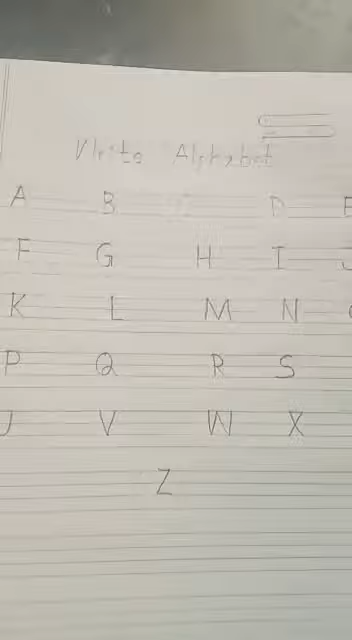 Write Alphabet
A B C D E
F G H I J
K L M N
P Q R S
U V W X
Z